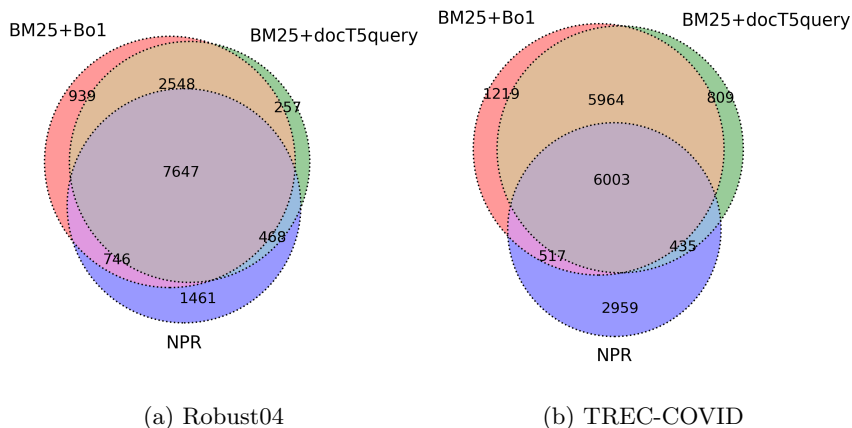 BM25+Bo1
BM25+docT5query
939
2548
257
7647
746
468
1461
NPR
(a) Robust04
BM25+Bo1
BM25+docT5query
1219
5964
809
6003
517
435
2959
NPR
(b) TREC-COVID